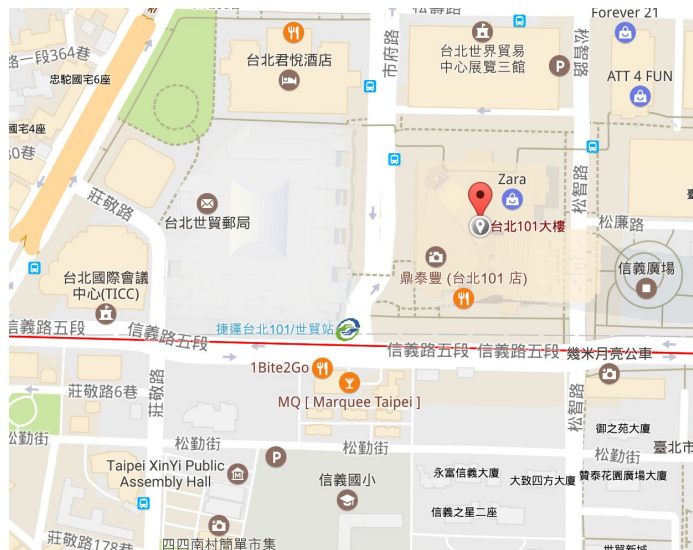 Forever 21
台北君悅酒店
市府路
台北世界貿易
中心展覽三館
P
松智路
ATT 4 FUN
路一段364巷
忠駝國宅6座
國宅4座
30巷
莊敬路
台北世貿郵局
Zara
台北101大樓
松智路
松廉路
信義廣場
台北國際會議
中心(TICC)
鼎泰豐 (台北101 店)
捷運台北101/世貿站
信義路五段
信義路五段
信義路五段
信義路五段
幾米月亮公車
1Bite2Go
MQ [ Marquee Taipei ]
莊敬路6巷
莊敬路
松智路
御之苑大廈
松勤街
松勤街
松勤街
松勤街
臺北市
P
Taipei XinYi Public
Assembly Hall
信義國小
永富信義大廈
大致四方大廈
贊泰花園廣場大廈
信義之星二座
四四南村簡單市集
莊敬路178巷
世貿新城